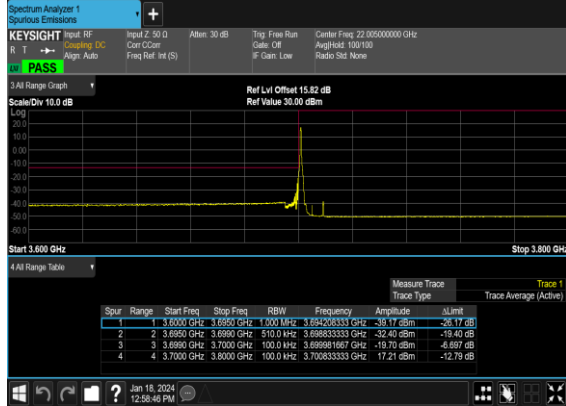 Spectrum Analyzer 1
Spurious Emissions
+
KEYSIGHT Input: RF Input Z: 50 Ω Atten: 30 dB Trig: Free Run Center Freq: 22.005000000 GHz
R T Coupling: DC Corr CCorr Gate: Off Avg|Hold: 100/100
Align: Auto Freq Ref: Int (S) IF Gain: Low Radio Std: None
PASS
3 All Range Graph
Ref Lvl Offset 15.82 dB
Scale/Div 10.0 dB Ref Value 30.00 dBm
Log
20.0
10.0
0.00
-10.0
-20.0
-30.0
-40.0
-50.0
-60.0
Start 3.600 GHz Stop 3.800 GHz
4 All Range Table
Measure Trace Trace 1
Trace Type Trace Average (Active)
Spur Range Start Freq Stop Freq RBW Frequency Amplitude ΔLimit
1 1 3.6000 GHz 3.6950 GHz 1.000 MHz 3.694208333 GHz -39.17 dBm -26.17 dB
2 2 3.6950 GHz 3.6990 GHz 510.0 kHz 3.698833333 GHz -32.40 dBm -19.40 dB
3 3 3.6990 GHz 3.7000 GHz 100.0 kHz 3.699981667 GHz -19.70 dBm -6.697 dB
4 4 3.7000 GHz 3.8000 GHz 100.0 kHz 3.700833333 GHz 17.21 dBm -12.79 dB
? Jan 18, 2024
12:58:46 PM